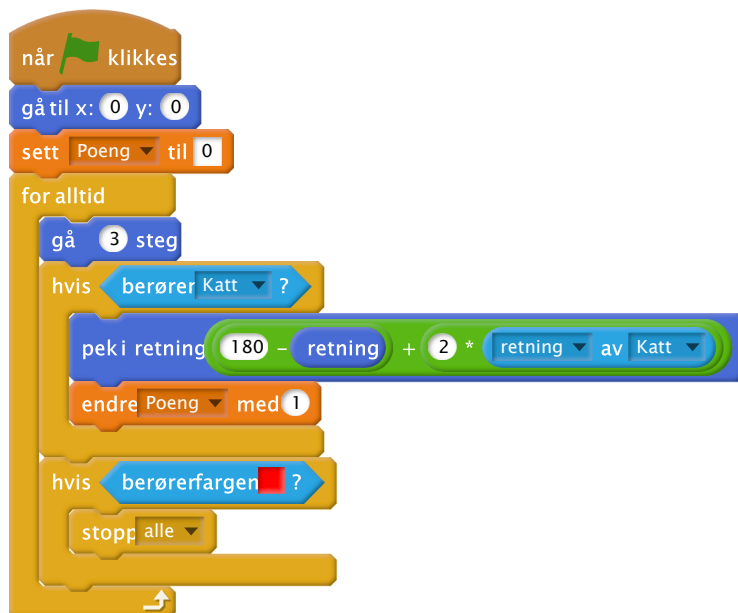 når klikkes
gå til x: 0 y: 0
sett Poeng til 0
for alltid
gå 3 steg
hvis berører Katt ?
pek i retning 180 - retning + 2 * retning av Katt
endre Poeng med 1
hvis berører fargen ?
stopp alle